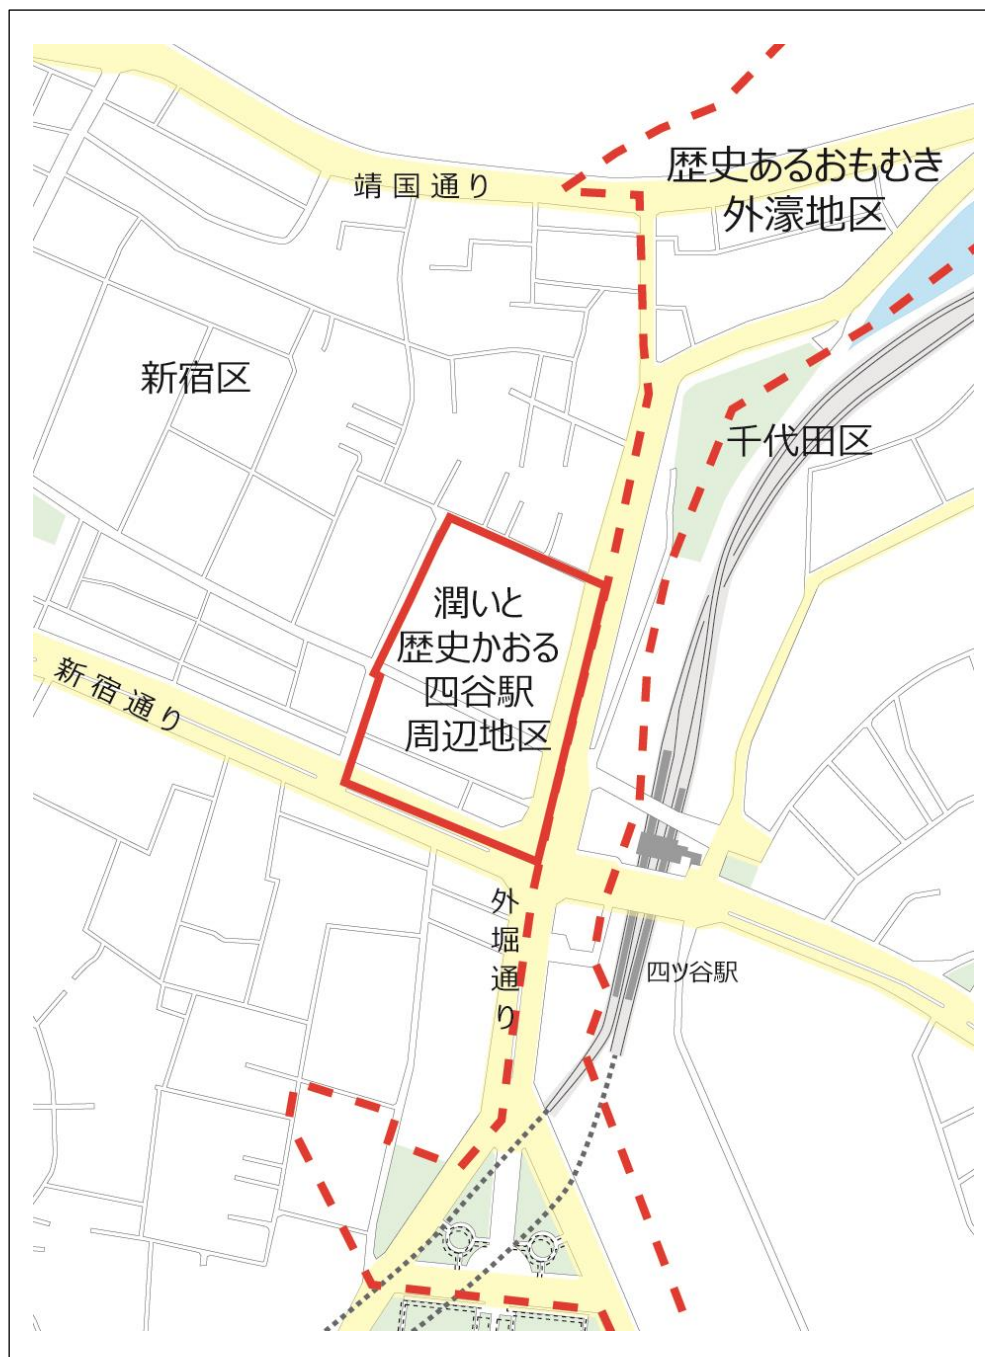 靖国通り
歴史あるおもむき
外濠地区
新宿区
千代田区
潤いと
歴史かおる
四谷駅
周辺地区
新宿通り
外堀通り
四ツ谷駅